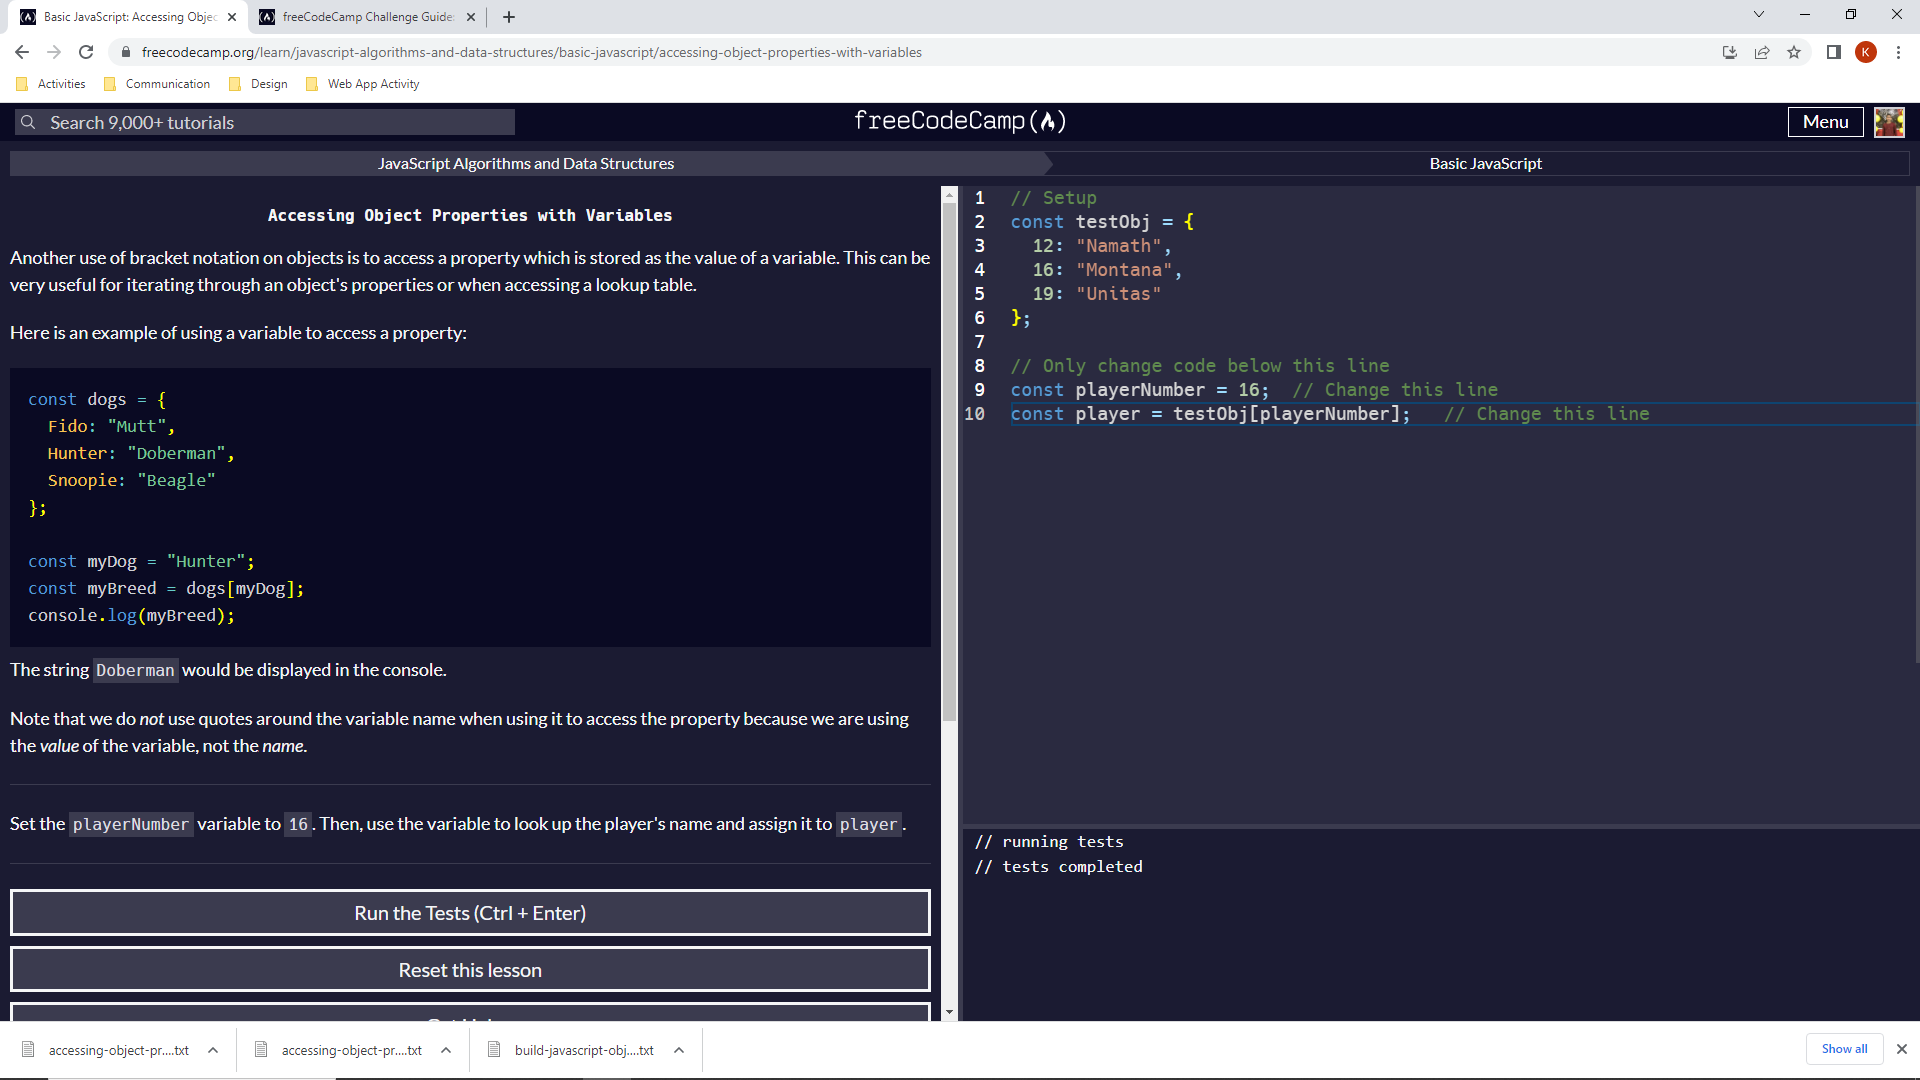 Basic JavaScript: Accessing Objec
freeCodeCamp Challenge Guide:
freecodecamp.org/learn/javascript-algorithms-and-data-structures/basic-javascript/accessing-object-properties-with-variables
K
Activities
Communication
Design
Web App Activity
Search 9,000+ tutorials
freeCodeCamp
Menu
JavaScript Algorithms and Data Structures
Basic JavaScript
Accessing Object Properties with Variables
Another use of bracket notation on objects is to access a property which is stored as the value of a variable. This can be
very useful for iterating through an object's properties or when accessing a lookup table.
Here is an example of using a variable to access a property:
const dogs = {
  Fido: "Mutt",
  Hunter: "Doberman",
  Snoopie: "Beagle"
};
const myDog = "Hunter";
const myBreed = dogs[myDog];
console.log(myBreed);
The string Doberman would be displayed in the console.
Note that we do not use quotes around the variable name when using it to access the property because we are using
the value of the variable, not the name.
Set the playerNumber variable to 16. Then, use the variable to look up the player's name and assign it to player.
Run the Tests (Ctrl + Enter)
Reset this lesson
1 // Setup
2 const testObj = {
3   12: "Namath",
4   16: "Montana",
5   19: "Unitas"
6 };
7
8 // Only change code below this line
9 const playerNumber = 16;  // Change this line
10 const player = testObj[playerNumber];   // Change this line
// running tests
// tests completed
accessing-object-pr....txt
accessing-object-pr....txt
build-javascript-obj....txt
Show all